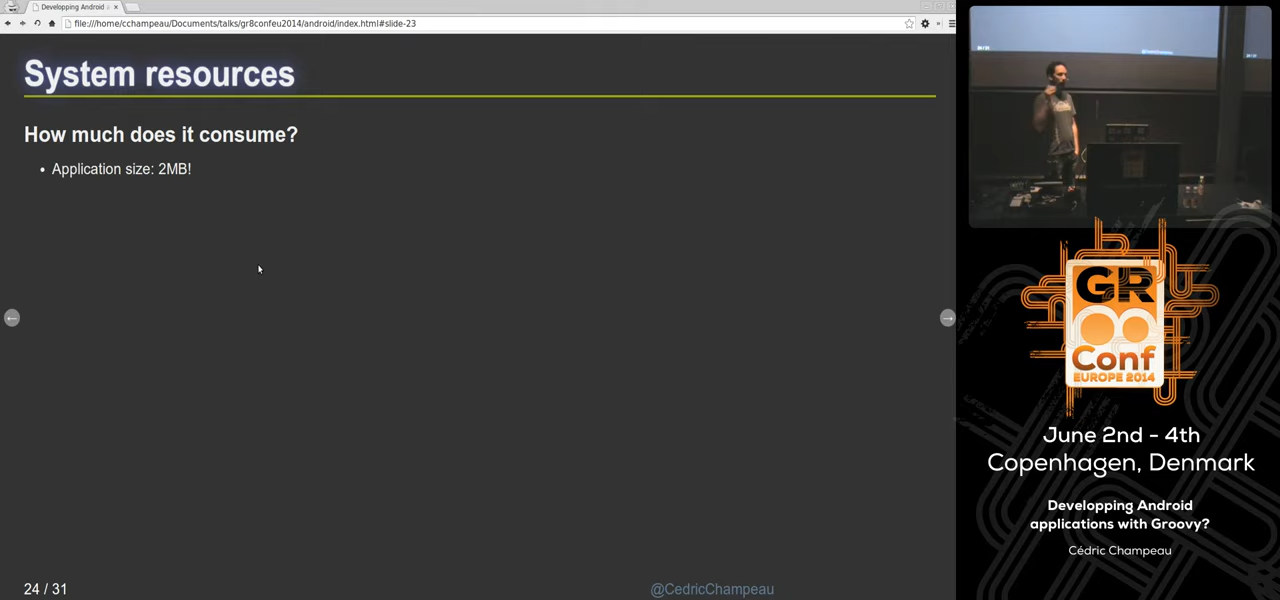 Developping Android
file:///home/cchampeau/Documents/talks/gr8confeu2014/android/index.html#slide-23
System resources
How much does it consume?
• Application size: 2MB!
24 / 31
@CedricChampeau
GR
Conf
EUROPE 2014
June 2nd - 4th
Copenhagen, Denmark
Developping Android
applications with Groovy?
Cédric Champeau